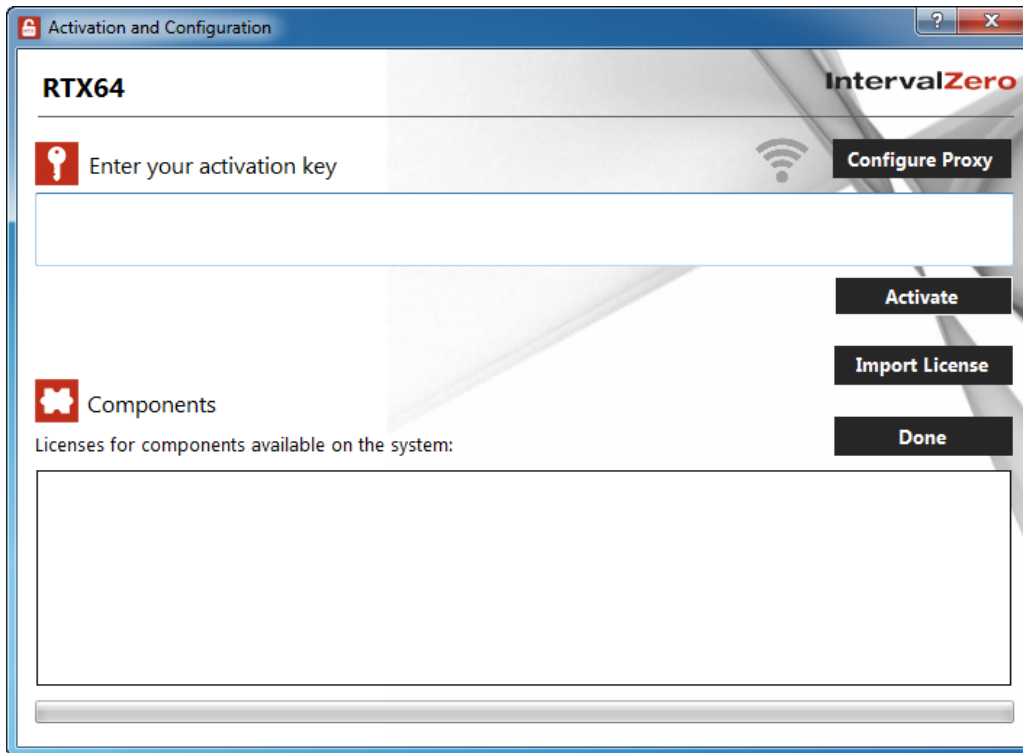 Activation and Configuration
RTX64
IntervalZero
Enter your activation key
Configure Proxy
Activate
Import License
Components
Licenses for components available on the system:
Done